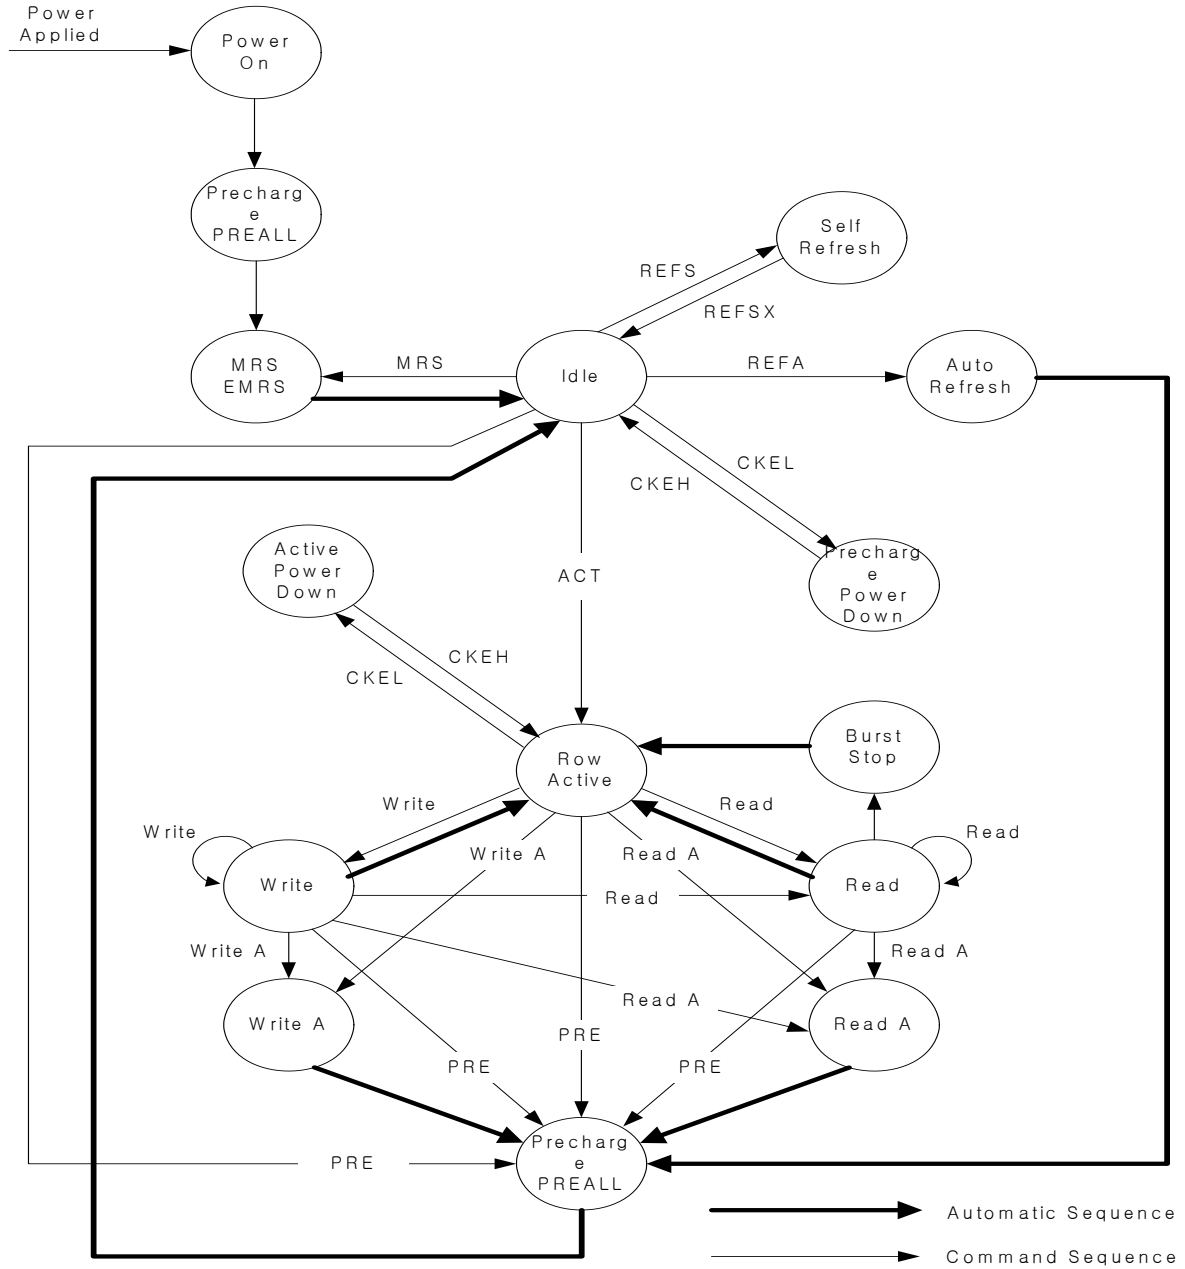 Power
Applied
Power
On
Precharg
e
PREALL
Self
Refresh
REFS
REFSX
MRS
EMRS
MRS
Idle
REFA
Auto
Refresh
CKEL
CKEH
Active
Power
Down
ACT
Precharg
e
Power
Down
CKEH
CKEL
Row
Active
Burst
Stop
Write
Read
Write
Write A
Read A
Read
Write
Read
Read
Write A
Read A
Write A
Read A
Read A
PRE
PRE
PRE
Precharg
e
PREALL
PRE
Automatic Sequence
Command Sequence